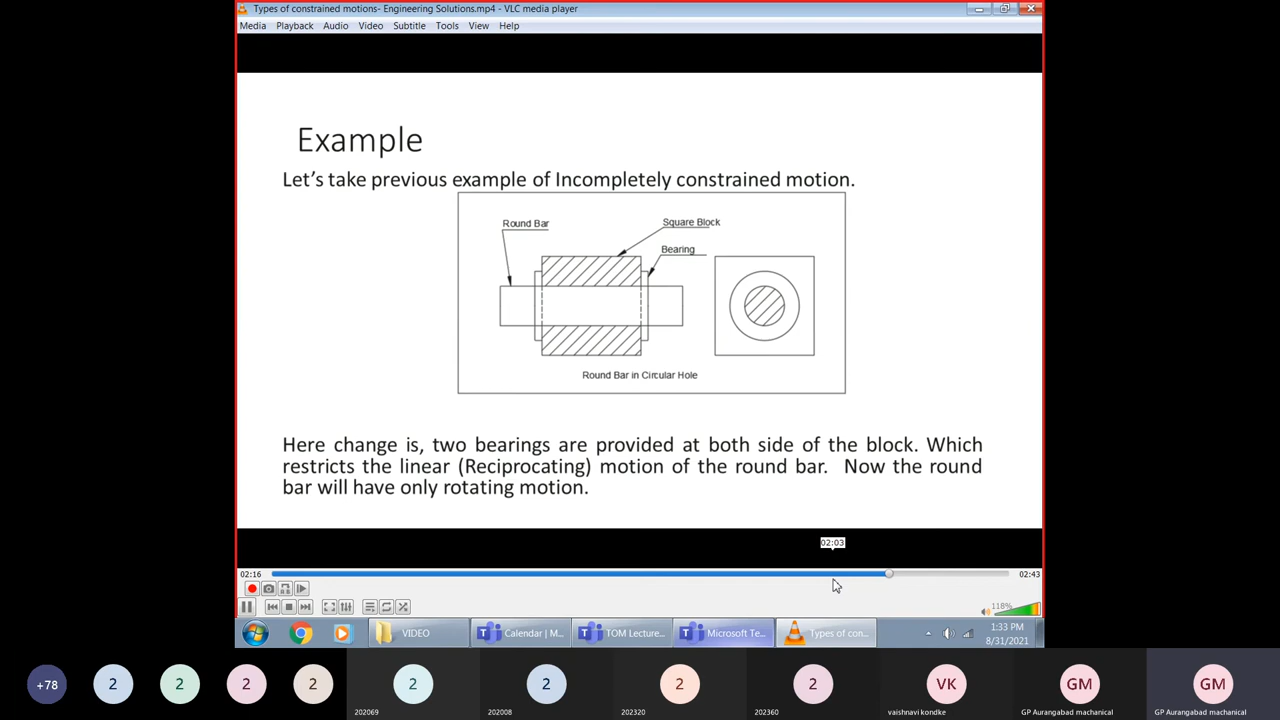 Types of constrained motions- Engineering Solutions.mp4 - VLC media player
Media Playback Audio Video Subtitle Tools View Help
Example
Let's take previous example of Incompletely constrained motion.
Round Bar
Square Block
Bearing
Round Bar in Circular Hole
Here change is, two bearings are provided at both side of the block. Which
restricts the linear (Reciprocating) motion of the round bar. Now the round
bar will have only rotating motion.
02:03
02:16
02:43
118%
VIDEO
Calendar | M...
TOM Lecture...
Microsoft Te...
Types of con...
1:33 PM
8/31/2021
+78
2
2
2
2
2
2
2
2
VK
GM
GM
202069
202008
202320
202360
vaishnavi kondke
GP Aurangabad machanical
GP Aurangabad machanical